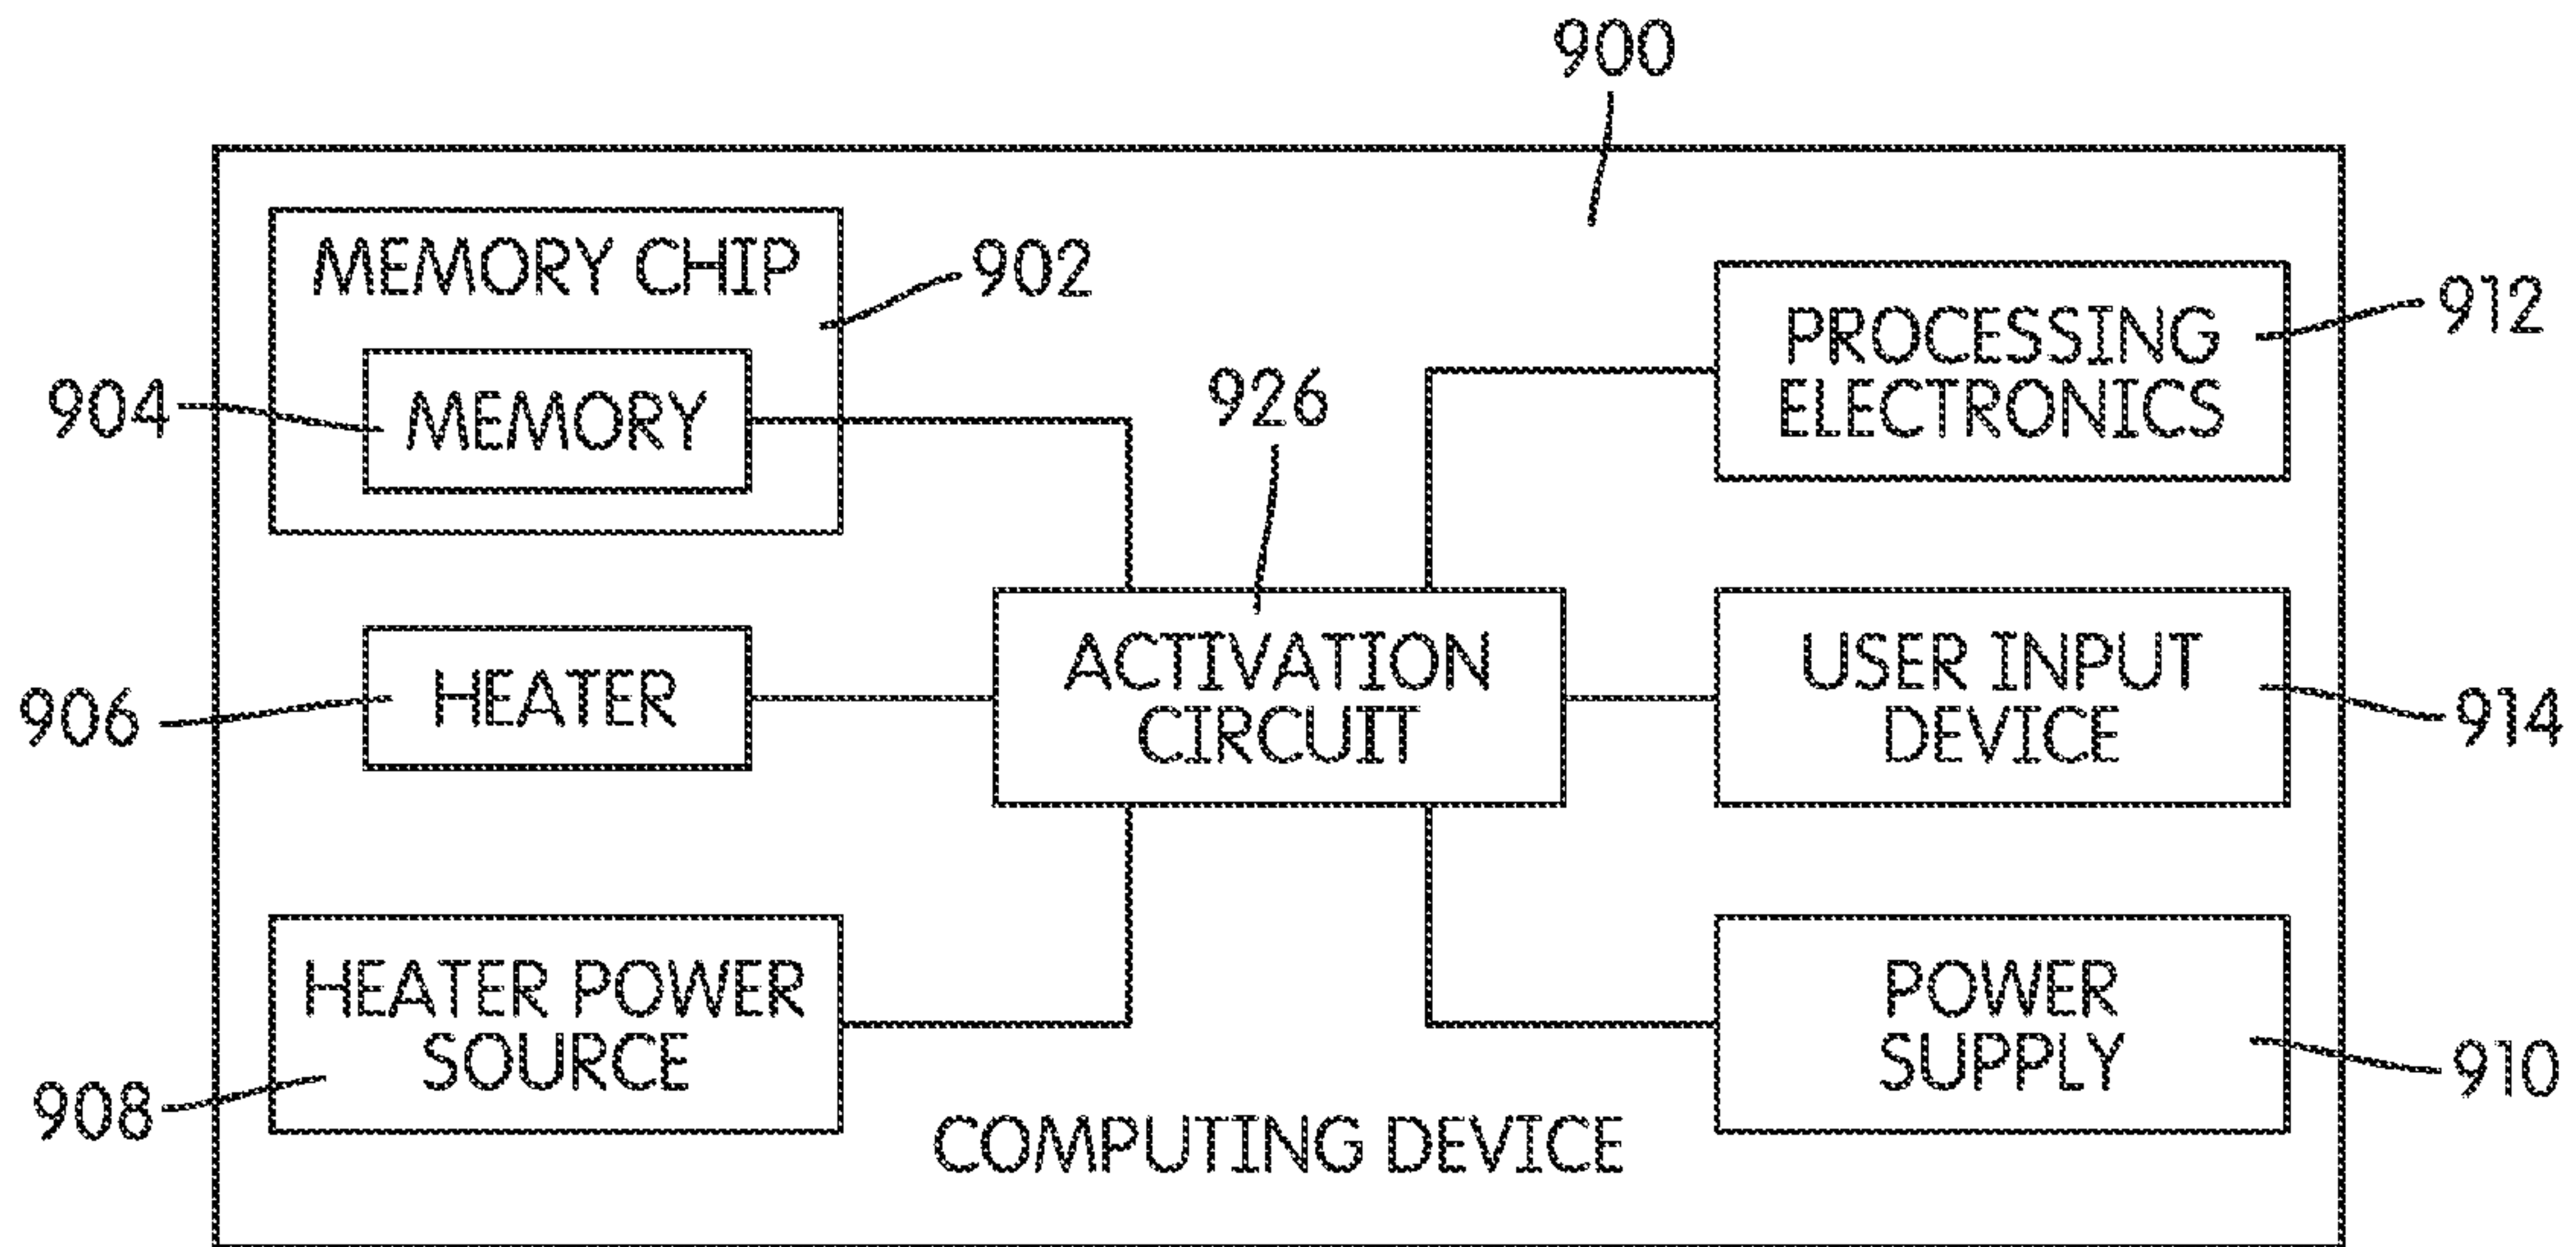 900
MEMORY CHIP
902
904
MEMORY
926
PROCESSING
ELECTRONICS
912
906
HEATER
ACTIVATION
CIRCUIT
USER INPUT
DEVICE
914
908
HEATER POWER
SOURCE
POWER
SUPPLY
910
COMPUTING DEVICE